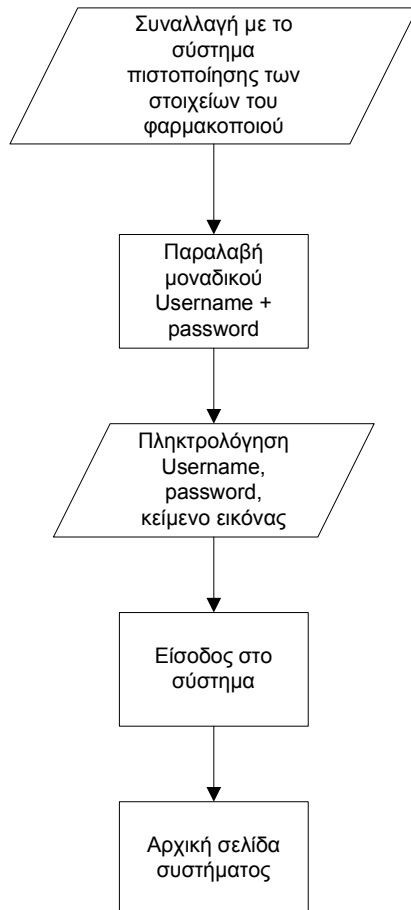 Συναλλαγή με το
σύστημα
πιστοποίησης των
στοιχείων του
φαρμακοποιού
Παραλαβή
μοναδικού
Username +
password
Πληκτρολόγηση
Username,
password,
κείμενο εικόνας
Είσοδος στο
σύστημα
Αρχική σελίδα
συστήματος